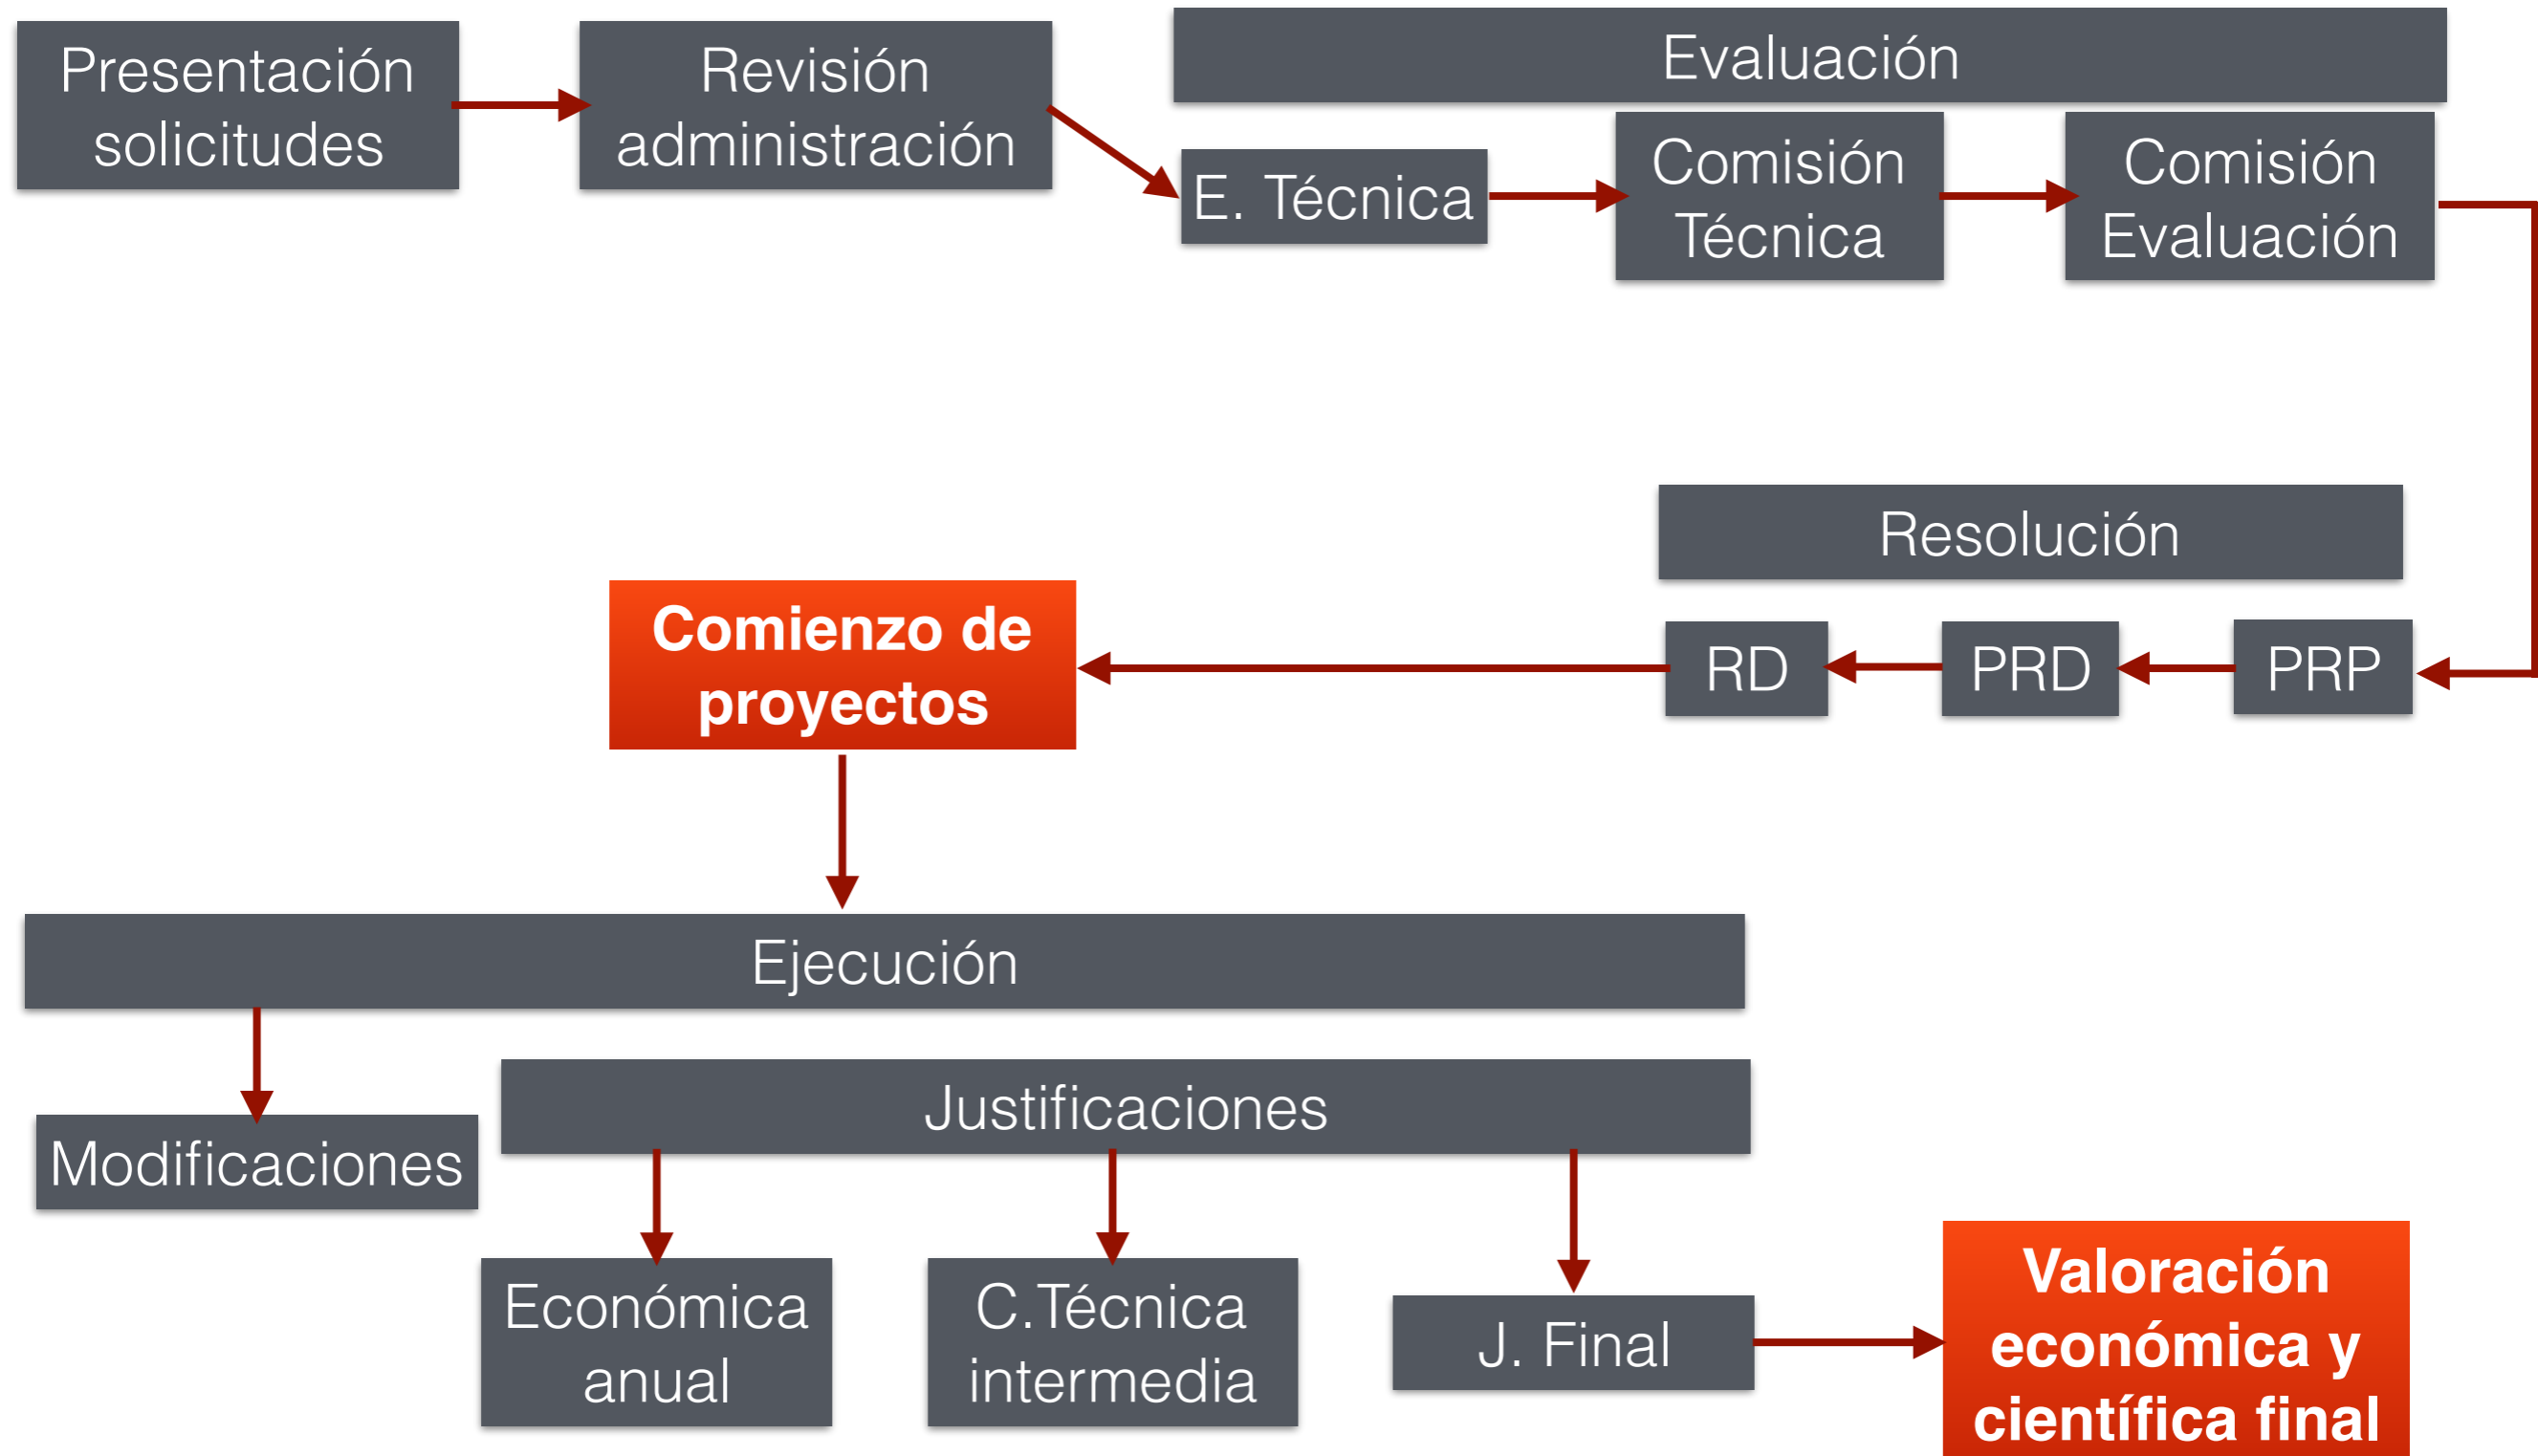 Presentación
solicitudes
Revisión
administración
Evaluación
E. Técnica
Comisión
Técnica
Comisión
Evaluación
Resolución
PRP
PRD
RD
Comienzo de
proyectos
Ejecución
Modificaciones
Justificaciones
Económica
anual
C.Técnica
intermedia
J. Final
Valoración
económica y
científica final